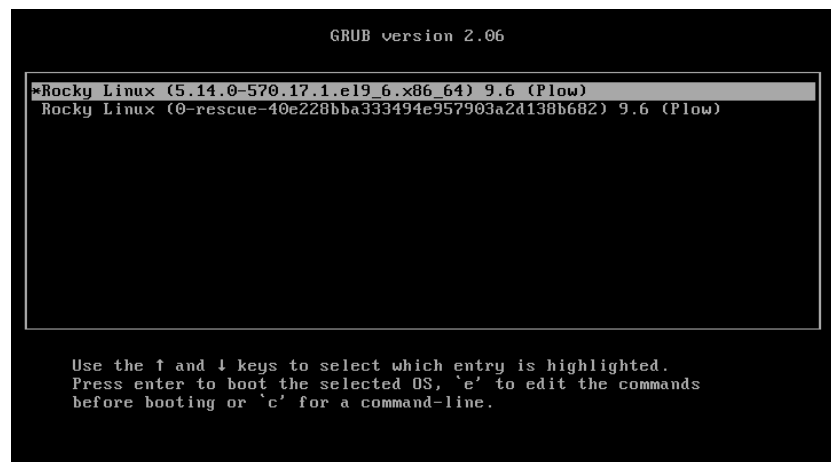 GRUB version 2.06
*Rocky Linux (5.14.0-570.17.1.el9_6.x86_64) 9.6 (Plow)
Rocky Linux (0-rescue-40e228bba333494e957903a2d138b682) 9.6 (Plow)
Use the ↑ and ↓ keys to select which entry is highlighted.
Press enter to boot the selected OS, `e' to edit the commands
before booting or `c' for a command-line.